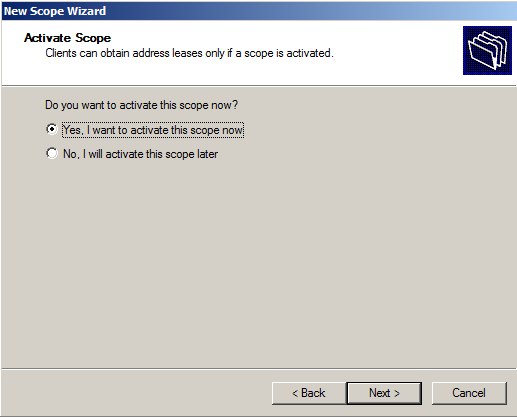 New Scope Wizard
Activate Scope
Clients can obtain address leases only if a scope is activated.
Do you want to activate this scope now?
Yes, I want to activate this scope now
No, I will activate this scope later
< Back
Next >
Cancel